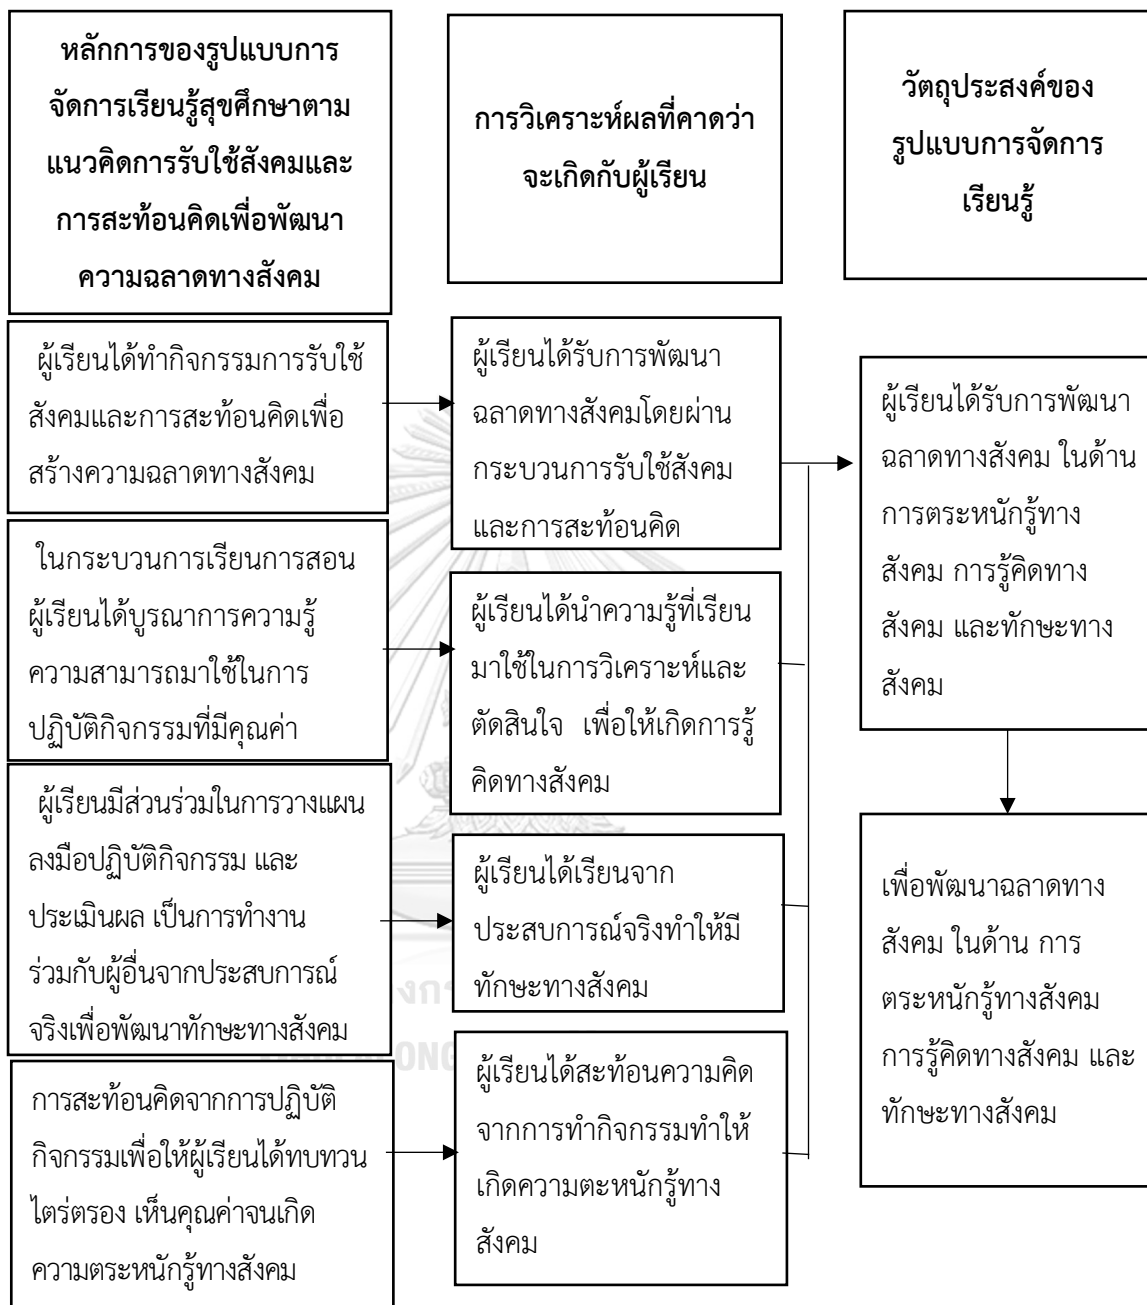 หลักการของรูปแบบการ
จัดการเรียนรู้สุขศึกษาตาม
แนวคิดการรับใช้สังคมและ
การสะท้อนคิดเพื่อพัฒนา
ความฉลาดทางสังคม
การวิเคราะห์ผลที่คาดว่า
จะเกิดกับผู้เรียน
วัตถุประสงค์ของ
รูปแบบการจัดการ
เรียนรู้
ผู้เรียนได้ทำกิจกรรมการรับใช้
สังคมและการสะท้อนคิดเพื่อ
สร้างความฉลาดทางสังคม
ผู้เรียนได้รับการพัฒนา
ฉลาดทางสังคมโดยผ่าน
กระบวนการรับใช้สังคม
และการสะท้อนคิด
ในกระบวนการเรียนการสอน
ผู้เรียนได้บูรณาการความรู้
ความสามารถมาใช้ในการ
ปฏิบัติกิจกรรมที่มีคุณค่า
ผู้เรียนได้นำความรู้ที่เรียน
มาใช้ในการวิเคราะห์และ
ตัดสินใจ เพื่อให้เกิดการรู้
คิดทางสังคม
ผู้เรียนมีส่วนร่วมในการวางแผน
ลงมือปฏิบัติกิจกรรม และ
ประเมินผล เป็นการทำงาน
ร่วมกับผู้อื่นจากประสบการณ์
จริงเพื่อพัฒนาทักษะทางสังคม
ผู้เรียนได้เรียนจาก
ประสบการณ์จริงทำให้มี
ทักษะทางสังคม
การสะท้อนคิดจากการปฏิบัติ
กิจกรรมเพื่อให้ผู้เรียนได้ทบทวน
ไตร่ตรอง เห็นคุณค่าจนเกิด
ความตระหนักรู้ทางสังคม
ผู้เรียนได้สะท้อนความคิด
จากการทำกิจกรรมทำให้
เกิดความตะหนักรู้ทาง
สังคม
ผู้เรียนได้รับการพัฒนา
ฉลาดทางสังคม ในด้าน
การตระหนักรู้ทาง
สังคม การรู้คิดทาง
สังคม และทักษะทาง
สังคม
เพื่อพัฒนาฉลาดทาง
สังคม ในด้าน การ
ตระหนักรู้ทางสังคม
การรู้คิดทางสังคม และ
ทักษะทางสังคม